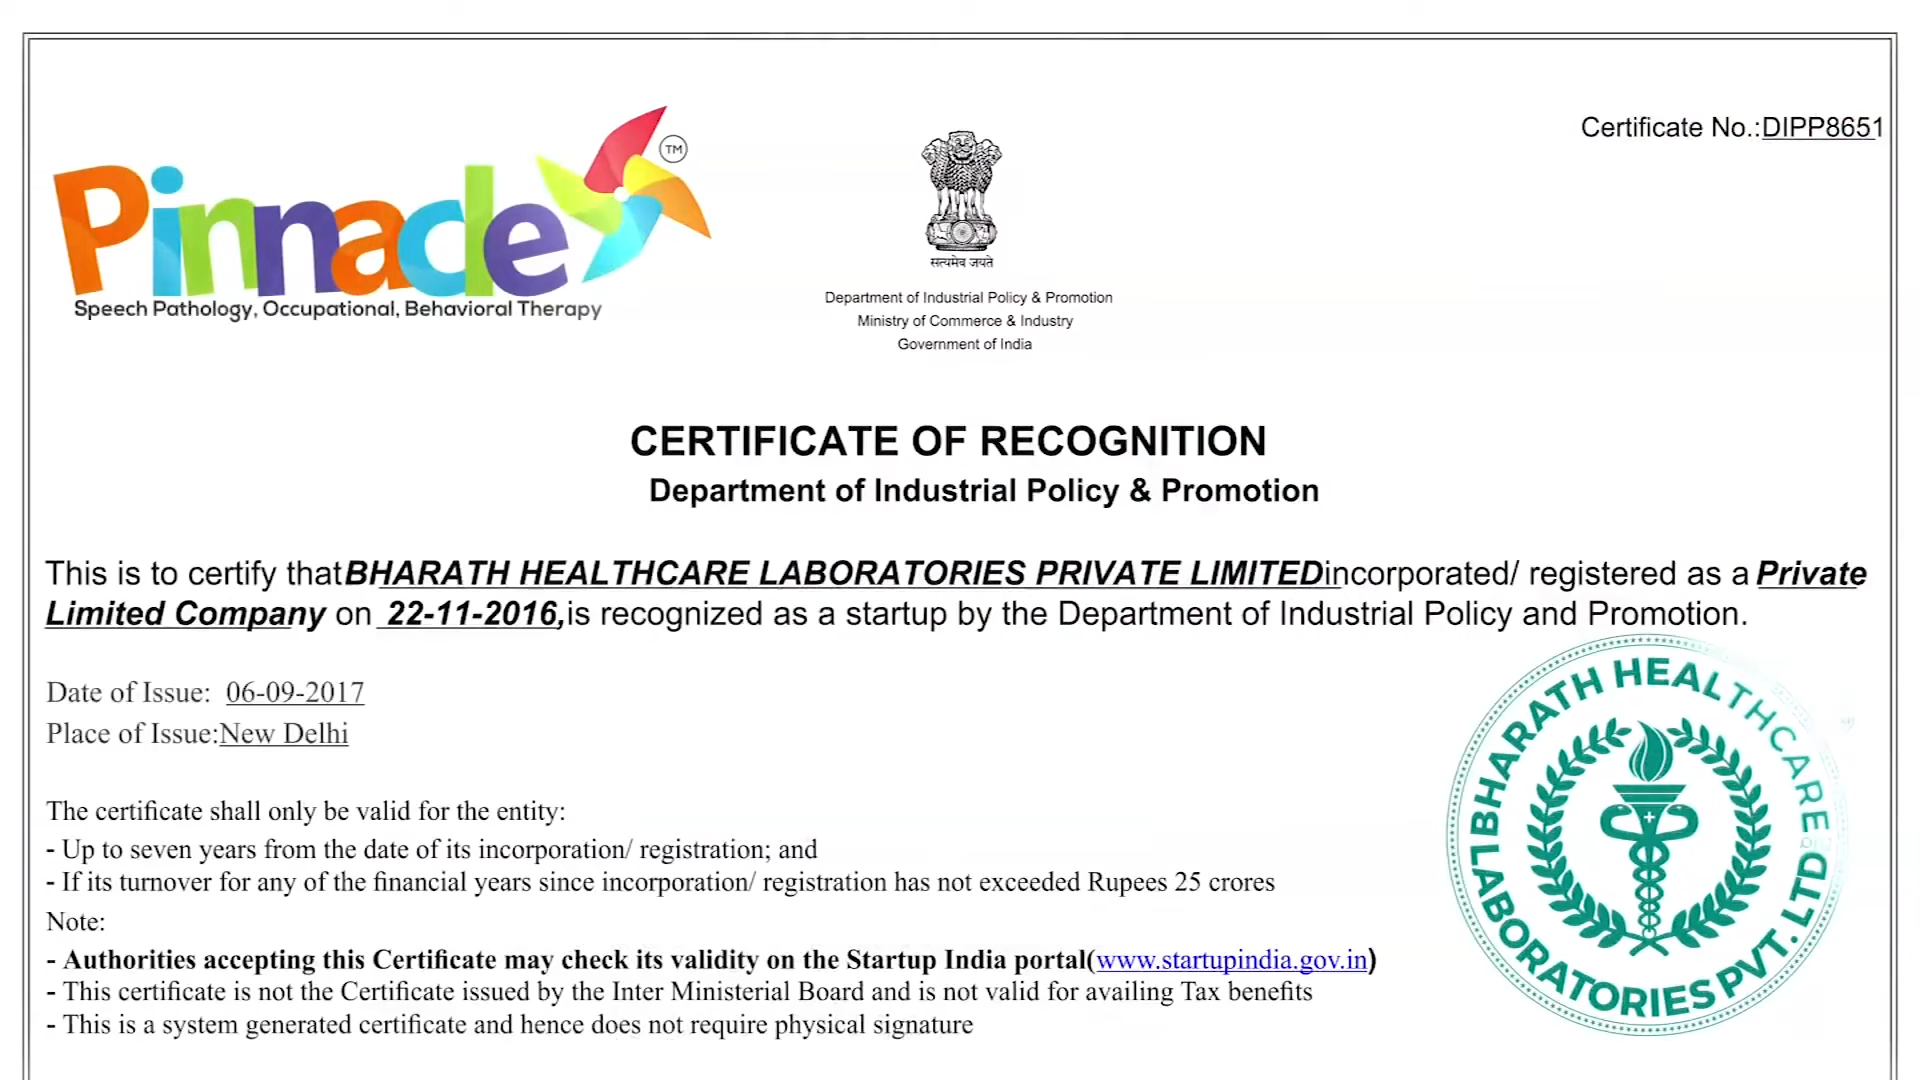 Certificate No.:DIPP8651
Pinnacle
TM
Speech Pathology, Occupational, Behavioral Therapy
सत्यमेव जयते
Department of Industrial Policy & Promotion
Ministry of Commerce & Industry
Government of India
CERTIFICATE OF RECOGNITION
Department of Industrial Policy & Promotion
This is to certify thatBHARATH HEALTHCARE LABORATORIES PRIVATE LIMITEDincorporated/ registered as a Private
Limited Company on 22-11-2016,is recognized as a startup by the Department of Industrial Policy and Promotion.
Date of Issue: 06-09-2017
Place of Issue:New Delhi
The certificate shall only be valid for the entity:
- Up to seven years from the date of its incorporation/ registration; and
- If its turnover for any of the financial years since incorporation/ registration has not exceeded Rupees 25 crores
Note:
- Authorities accepting this Certificate may check its validity on the Startup India portal(www.startupindia.gov.in)
- This certificate is not the Certificate issued by the Inter Ministerial Board and is not valid for availing Tax benefits
- This is a system generated certificate and hence does not require physical signature
BHARATH HEALTHCARE
LABORATORIES PVT. LTD